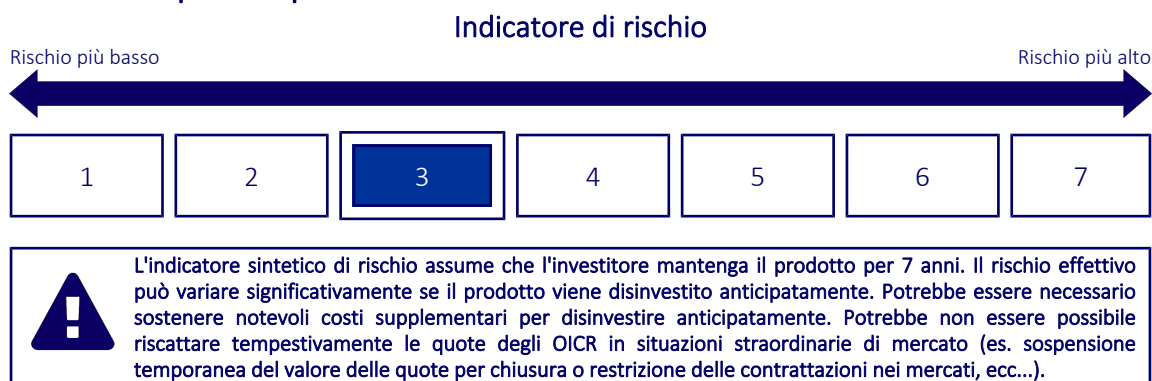 Indicatore di rischio
Rischio più basso Rischio più alto
1 2 3 4 5 6 7
L'indicatore sintetico di rischio assume che l'investitore mantenga il prodotto per 7 anni. Il rischio effettivo
può variare significativamente se il prodotto viene disinvestito anticipatamente. Potrebbe essere necessario
sostenere notevoli costi supplementari per disinvestire anticipatamente. Potrebbe non essere possibile
riscattare tempestivamente le quote degli OICR in situazioni straordinarie di mercato (es. sospensione
temporanea del valore delle quote per chiusura o restrizione delle contrattazioni nei mercati, ecc...).